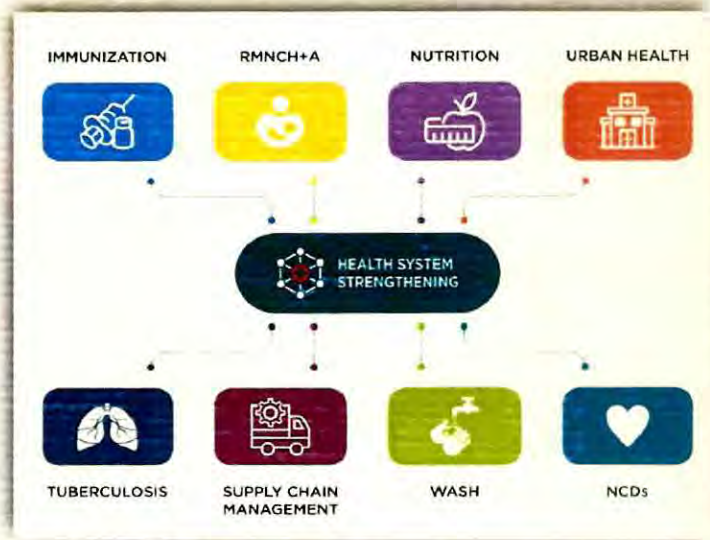 IMMUNIZATION
RMNCH+A
NUTRITION
URBAN HEALTH
HEALTH SYSTEM
STRENGTHENING
TUBERCULOSIS
SUPPLY CHAIN
MANAGEMENT
WASH
NCDs